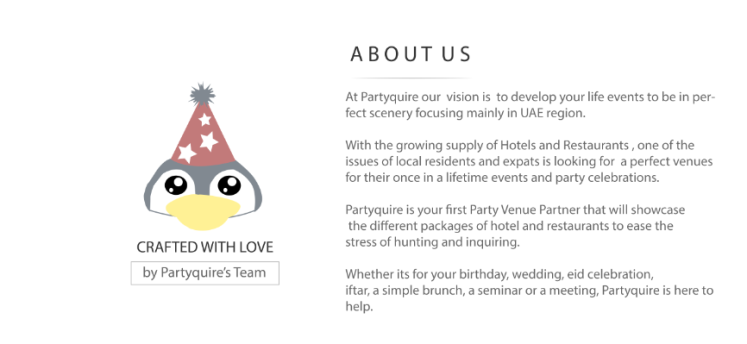 ABOUT US
At Partyquire our vision is to develop your life events to be in per-
fect scenery focusing mainly in UAE region.
With the growing supply of Hotels and Restaurants , one of the
issues of local residents and expats is looking for a perfect venues
for their once in a lifetime events and party celebrations.
Partyquire is your first Party Venue Partner that will showcase
the different packages of hotel and restaurants to ease the
stress of hunting and inquiring.
Whether its for your birthday, wedding, eid celebration,
iftar, a simple brunch, a seminar or a meeting, Partyquire is here to
help.
CRAFTED WITH LOVE
by Partyquire's Team